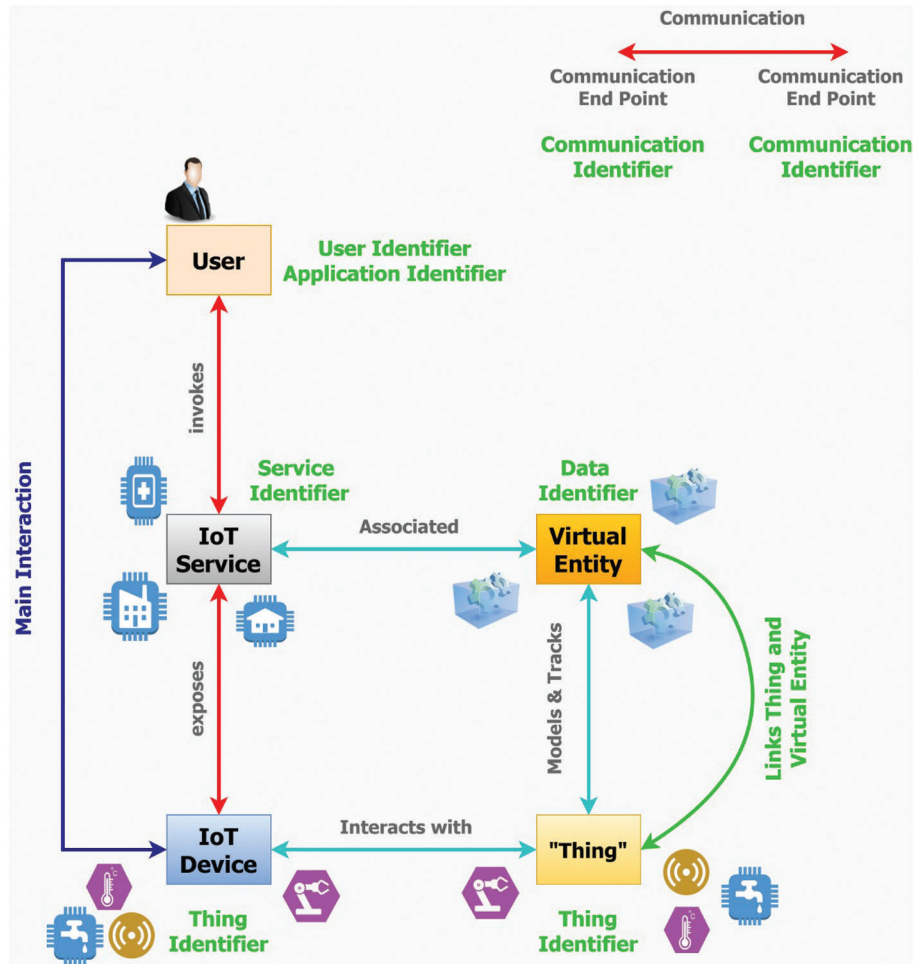 Communication
Communication
End Point
Communication
End Point
Communication
Identifier
Communication
Identifier
User
User Identifier
Application Identifier
invokes
Main Interaction
Service
Identifier
Data
Identifier
IoT
Service
Associated
Virtual
Entity
exposes
Models & Tracks
Links Thing and
Virtual Entity
IoT
Device
Interacts with
"Thing"
Thing
Identifier
Thing
Identifier
°C
°C